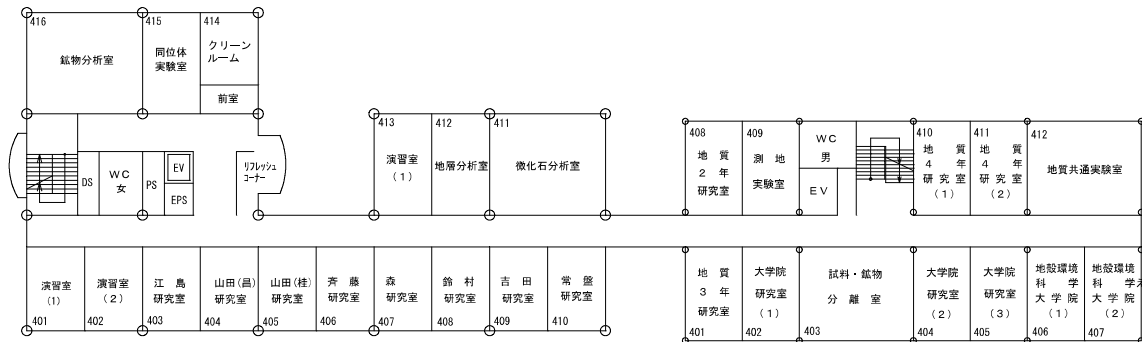 416
鉱物分析室
415
同位体
実験室
414
クリーン
ルーム
前室
DS
WC
女
PS
EV
EPS
リフレッシュ
コーナー
413
演習室
(1)
412
地層分析室
411
微化石分析室
408
地 質
2 年
研究室
409
測 地
実験室
WC
男
EV
410
地 質
4 年
研究室
(1)
411
地 質
4 年
研究室
(2)
412
地質共通実験室
演習室
(1)
401
演習室
(2)
402
江 島
研究室
403
山田(昌)
研究室
404
山田(桂)
研究室
405
斉 藤
研究室
406
森
研究室
407
鈴 村
研究室
408
吉 田
研究室
409
常 盤
研究室
410
地 質
3 年
研究室
401
大学院
研究室
(1)
402
試料・鉱物
分 離 室
403
大学院
研究室
(2)
404
大学院
研究室
(3)
405
地殻環境
科 学
大学院
(1)
406
地殻環境
科 学
大学院
(2)
407